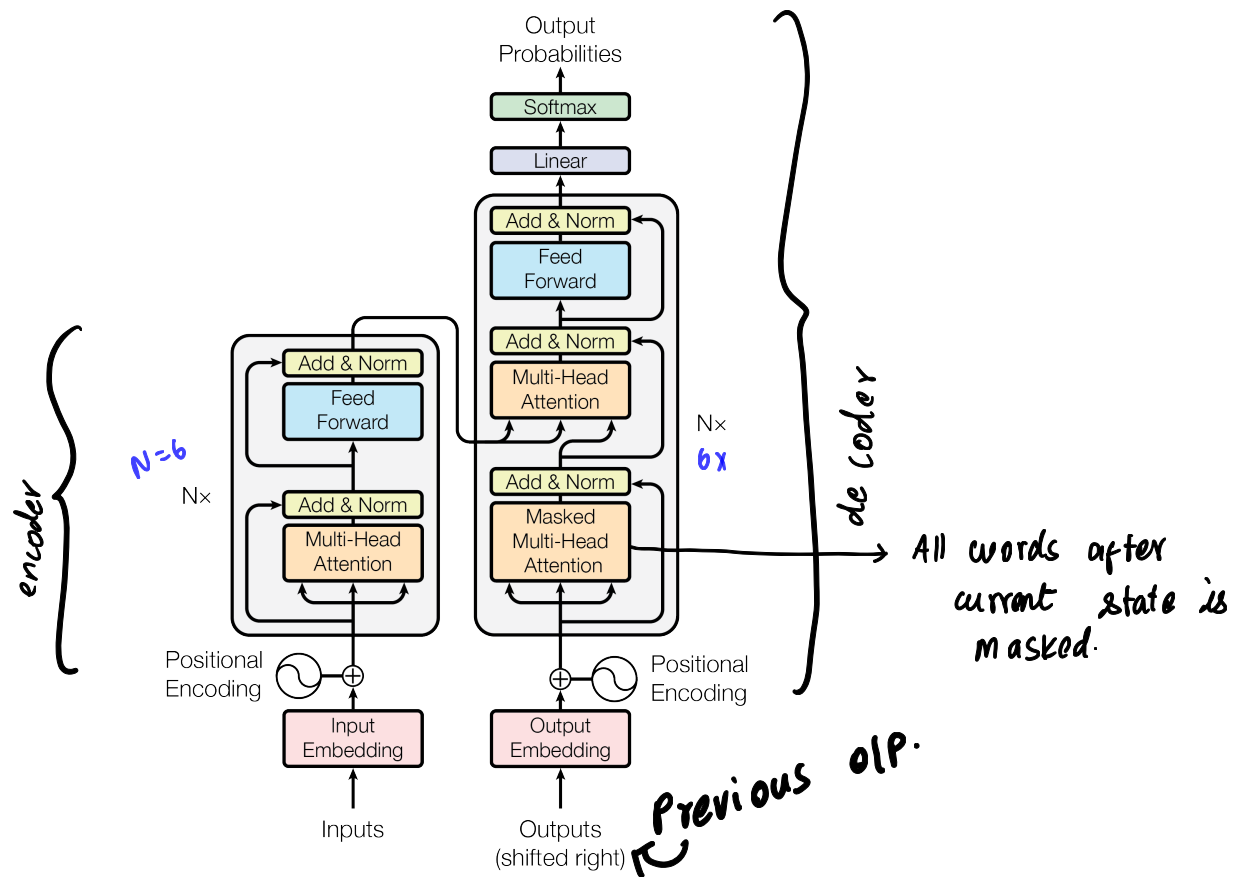 Output
Probabilities
Softmax
Linear
Add & Norm
Feed
Forward
Add & Norm
Multi-Head
Attention
Add & Norm
Masked
Multi-Head
Attention
Nx
6x
Positional
Encoding
Output
Embedding
Outputs
(shifted right)
Previous O/P.
decoder
All words after
current state is
masked.
encoder
N=6
Nx
Add & Norm
Feed
Forward
Add & Norm
Multi-Head
Attention
Positional
Encoding
Input
Embedding
Inputs